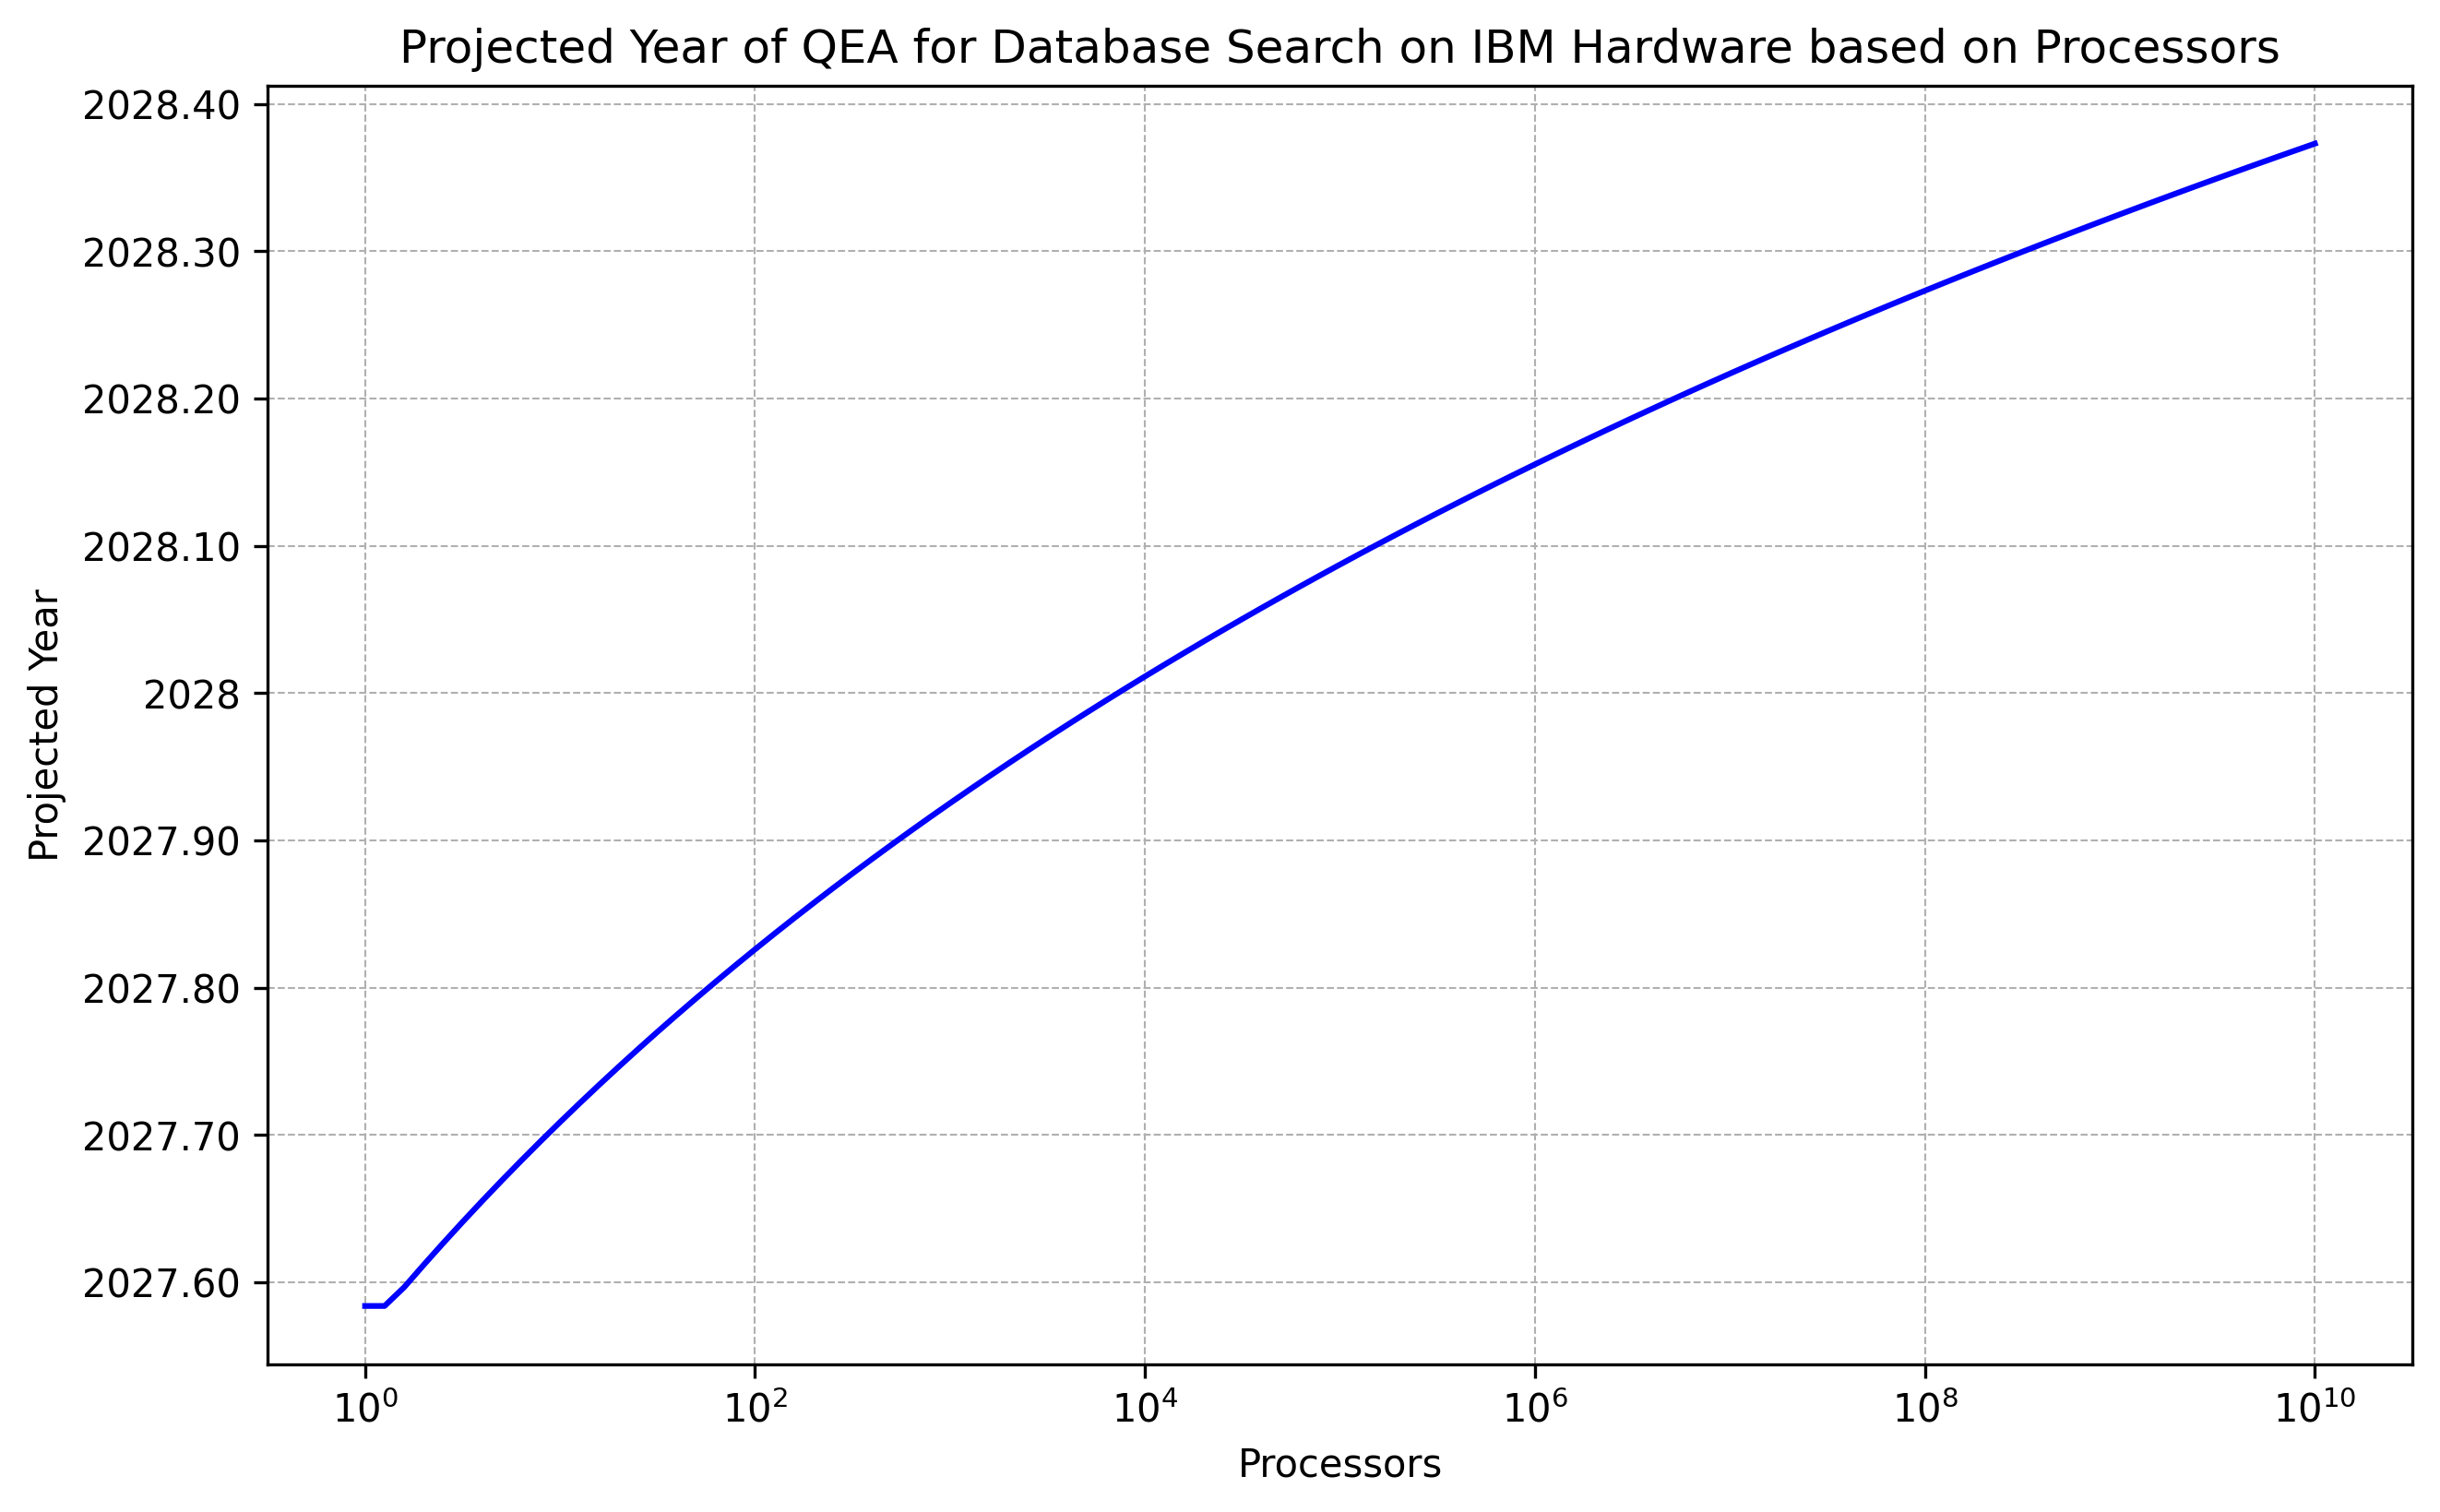 Projected Year of QEA for Database Search on IBM Hardware based on Processors
Projected Year
2028.40
2028.30
2028.20
2028.10
2028
2027.90
2027.80
2027.70
2027.60
10⁰ 10² 10⁴ 10⁶ 10⁸ 10¹⁰
Processors